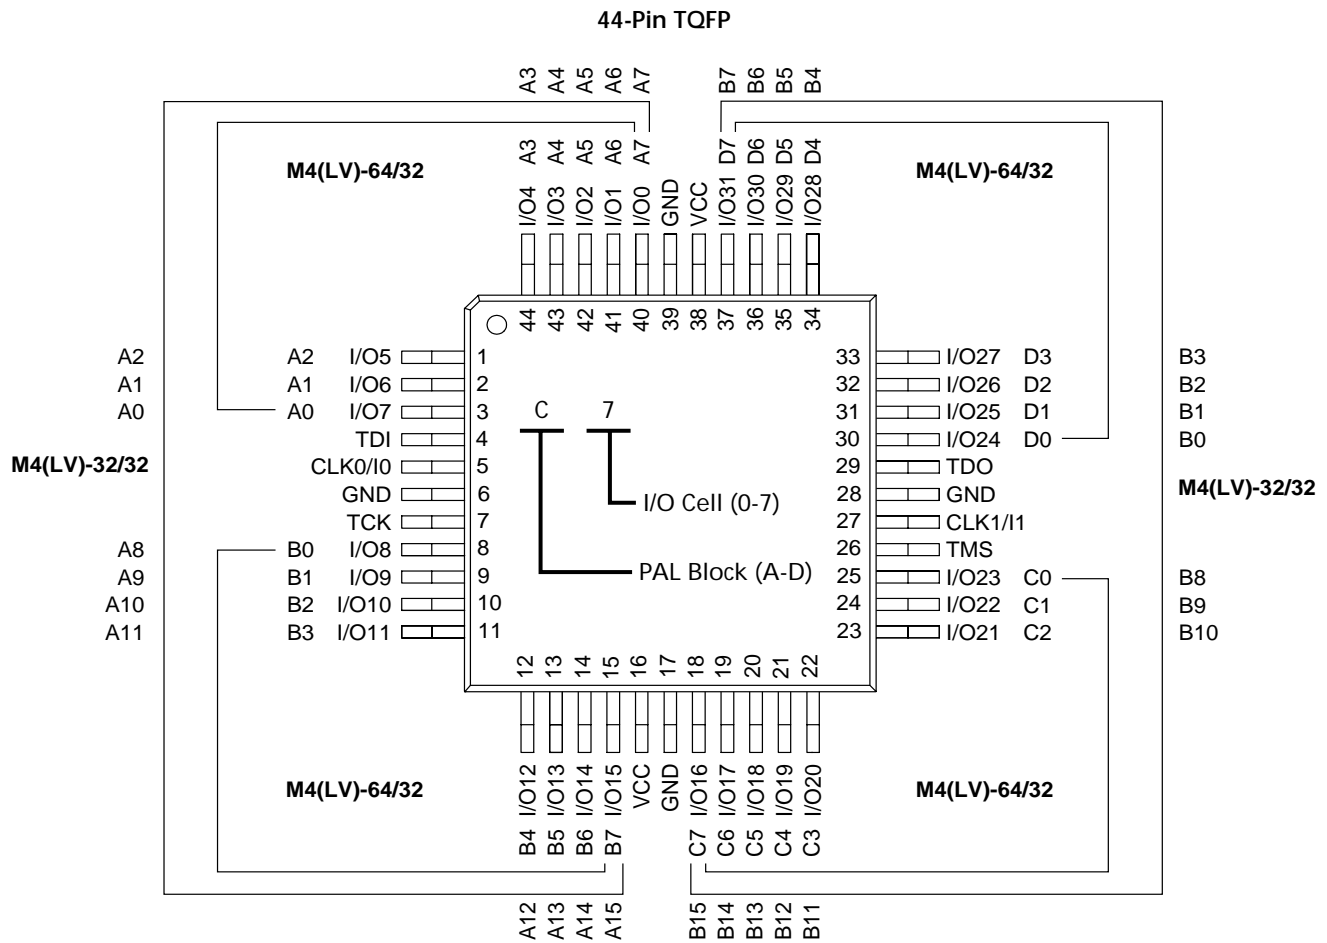 44-Pin TQFP
A3 A4 A5 A6 A7 B7 B6 B5 B4
A3 A4 A5 A6 A7 D7 D6 D5 D4
M4(LV)-64/32 M4(LV)-64/32
I/O4 I/O3 I/O2 I/O1 I/O0 GND VCC I/O31 I/O30 I/O29 I/O28
44 43 42 41 40 39 38 37 36 35 34
A2 A2 I/O5 1 33 I/O27 D3 B3
A1 A1 I/O6 2 32 I/O26 D2 B2
A0 A0 I/O7 3 31 I/O25 D1 B1
C 7
TDI 4 30 I/O24 D0 B0
M4(LV)-32/32 CLK0/I0 5 29 TDO
GND 6 28 GND M4(LV)-32/32
I/O Cell (0-7)
TCK 7 27 CLK1/I1
A8 B0 I/O8 8 26 TMS
PAL Block (A-D)
A9 B1 I/O9 9 25 I/O23 C0 B8
A10 B2 I/O10 10 24 I/O22 C1 B9
A11 B3 I/O11 11 23 I/O21 C2 B10
12 13 14 15 16 17 18 19 20 21 22
I/O12 I/O13 I/O14 I/O15 VCC GND I/O16 I/O17 I/O18 I/O19 I/O20
M4(LV)-64/32 M4(LV)-64/32
B4 B5 B6 B7 C7 C6 C5 C4 C3
A12 A13 A14 A15 B15 B14 B13 B12 B11